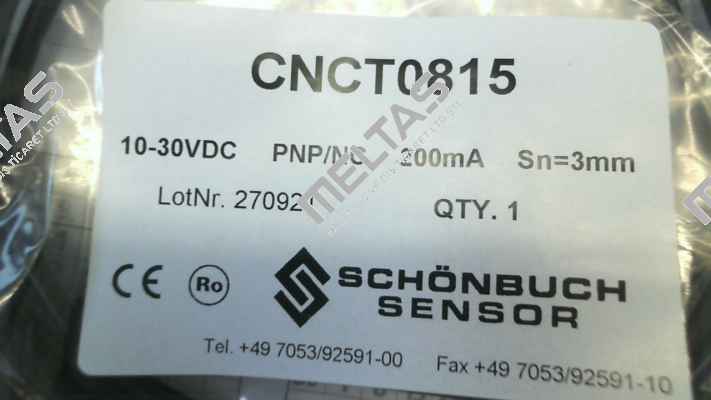 CNCT0815
10-30VDC PNP/NC 200mA Sn=3mm
LotNr. 270921
QTY. 1
CE Ro SCHÖNBUCH
SENSOR
Tel. +49 7053/92591-00 Fax +49 7053/92591-10
MELTAS